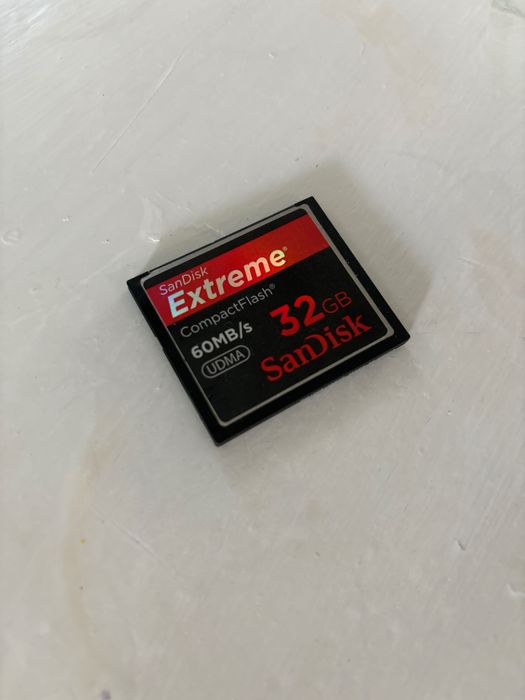 SanDisk
Extreme®
CompactFlash®
32GB
60MB/s
UDMA
SanDisk